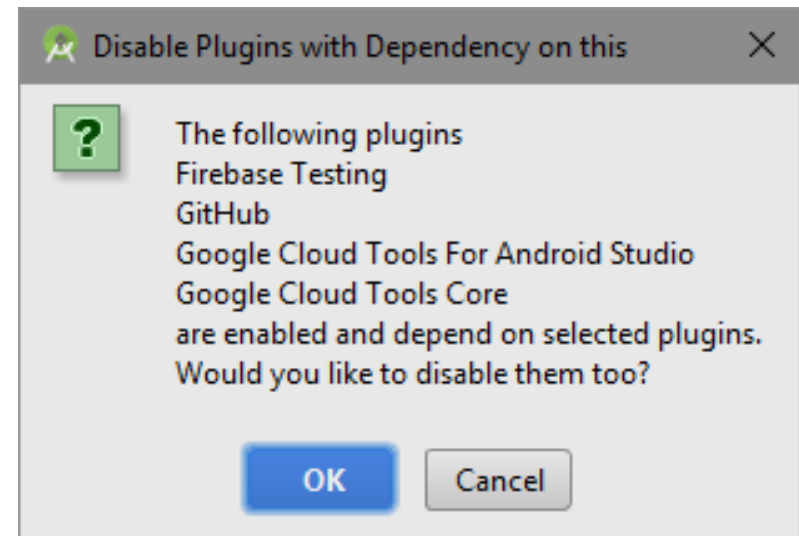 Disable Plugins with Dependency on this
The following plugins
Firebase Testing
GitHub
Google Cloud Tools For Android Studio
Google Cloud Tools Core
are enabled and depend on selected plugins.
Would you like to disable them too?
OK
Cancel